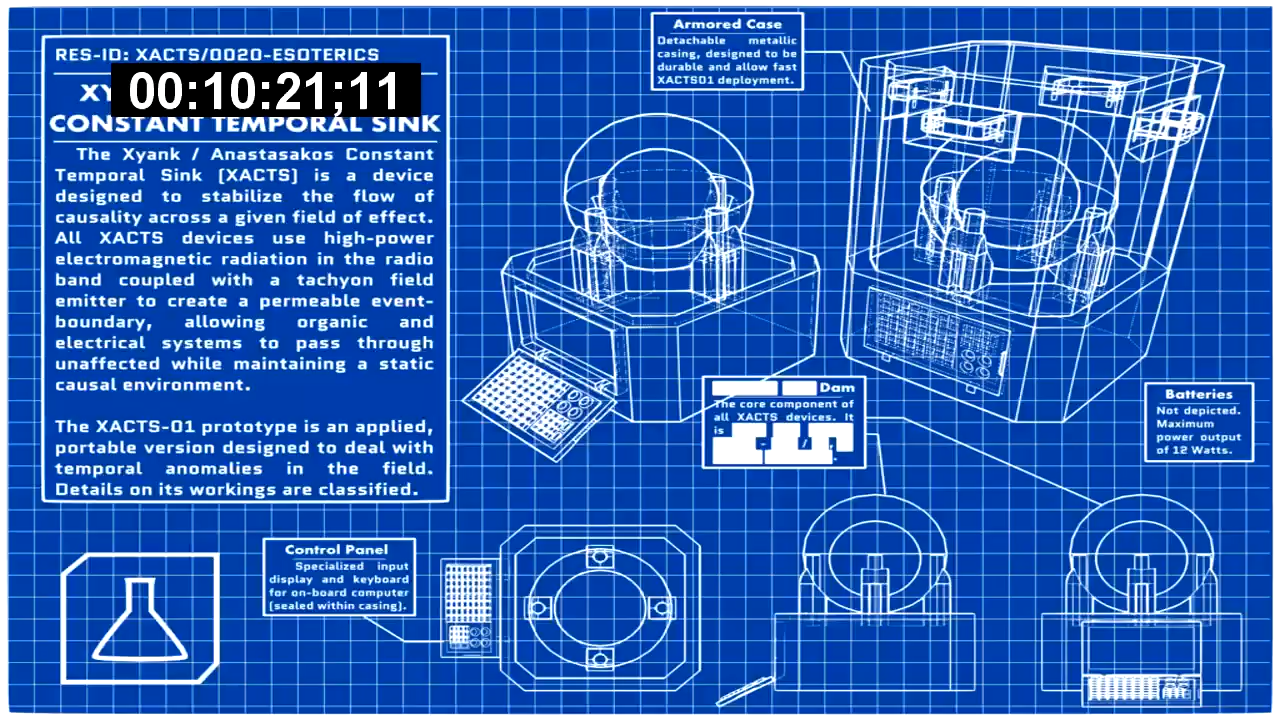 RES-ID: XACTS/0020-ESOTERICS
XY
00:10:21;11
CONSTANT TEMPORAL SINK
The Xyank / Anastasakos Constant
Temporal Sink (XACTS) is a device
designed to stabilize the flow of
causality across a given field of effect.
All XACTS devices use high-power
electromagnetic radiation in the radio
band coupled with a tachyon field
emitter to create a permeable event-
boundary, allowing organic and
electrical systems to pass through
unaffected while maintaining a static
causal environment.
The XACTS-01 prototype is an applied,
portable version designed to deal with
temporal anomalies in the field.
Details on its workings are classified.
Armored Case
Detachable metallic
casing, designed to be
durable and allow fast
XACTS01 deployment.
Dam
The core component of
all XACTS devices. It
is
Batteries
Not depicted.
Maximum
power output
of 12 Watts.
Control Panel
Specialized input
display and keyboard
for on-board computer
(sealed within casing).